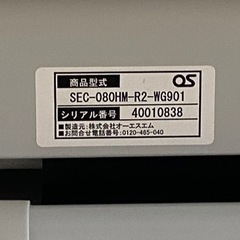 商品型式
OS
SEC-080HM-R2-WG901
シリアル番号 40010838
■製造元:株式会社オーエスエム
■お問合せ電話番号:0120-465-040